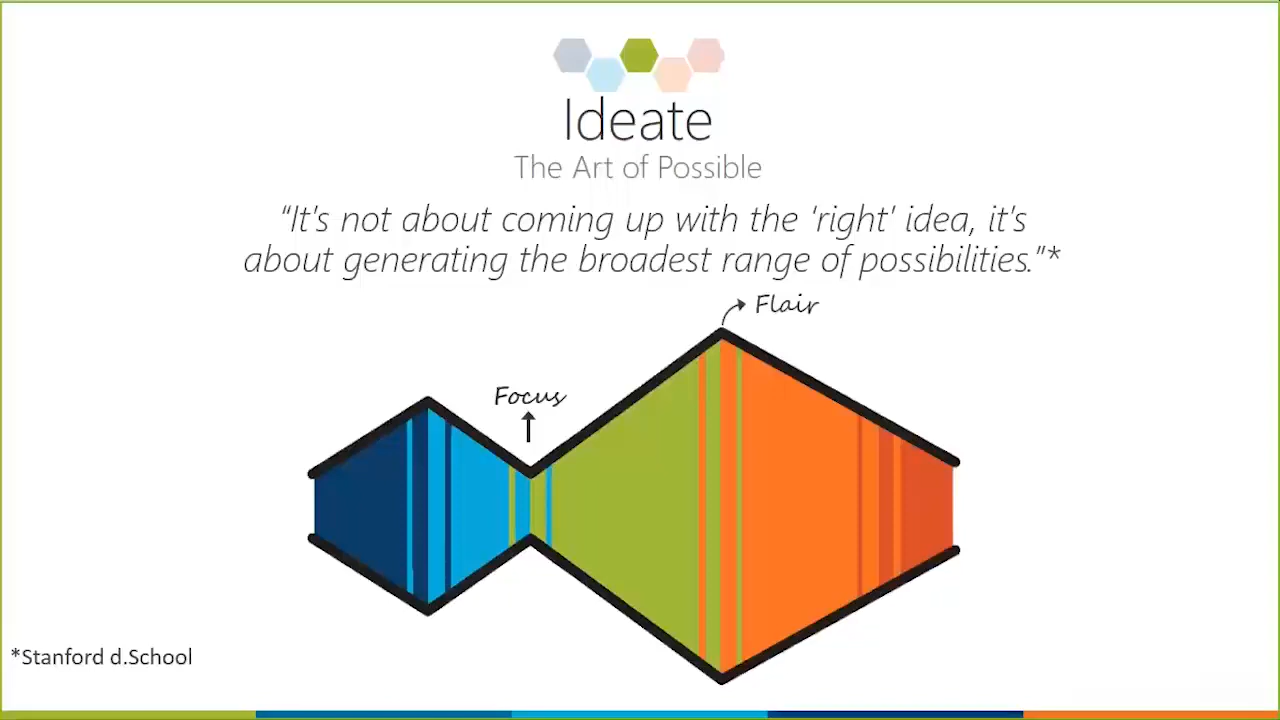 Ideate
The Art of Possible
“It's not about coming up with the 'right' idea, it's
about generating the broadest range of possibilities.”*
Flair
Focus
*Stanford d.School